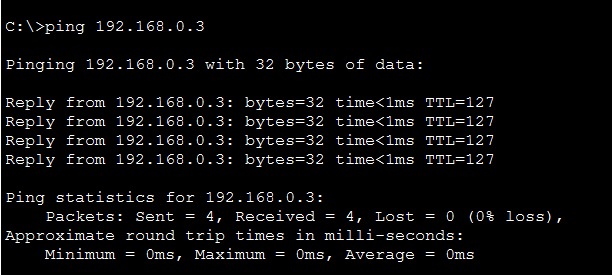 C:\>ping 192.168.0.3
Pinging 192.168.0.3 with 32 bytes of data:
Reply from 192.168.0.3: bytes=32 time<1ms TTL=127
Reply from 192.168.0.3: bytes=32 time<1ms TTL=127
Reply from 192.168.0.3: bytes=32 time<1ms TTL=127
Reply from 192.168.0.3: bytes=32 time<1ms TTL=127
Ping statistics for 192.168.0.3:
    Packets: Sent = 4, Received = 4, Lost = 0 (0% loss),
Approximate round trip times in milli-seconds:
    Minimum = 0ms, Maximum = 0ms, Average = 0ms